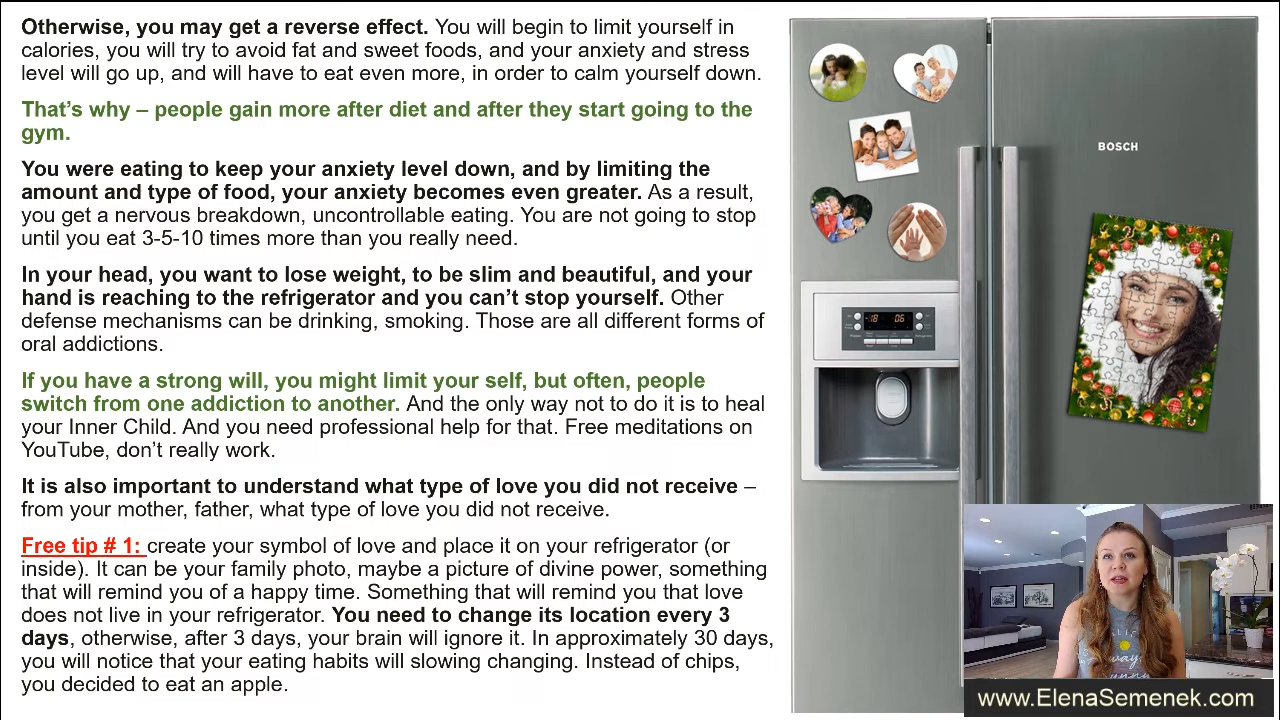 Otherwise, you may get a reverse effect. You will begin to limit yourself in
calories, you will try to avoid fat and sweet foods, and your anxiety and stress
level will go up, and will have to eat even more, in order to calm yourself down.
That's why – people gain more after diet and after they start going to the
gym.
You were eating to keep your anxiety level down, and by limiting the
amount and type of food, your anxiety becomes even greater. As a result,
you get a nervous breakdown, uncontrollable eating. You are not going to stop
until you eat 3-5-10 times more than you really need.
In your head, you want to lose weight, to be slim and beautiful, and your
hand is reaching to the refrigerator and you can't stop yourself. Other
defense mechanisms can be drinking, smoking. Those are all different forms of
oral addiction.
If you have a strong will, you might limit your self, but often, people
switch from one addiction to another. And the only way not to do it is to heal
your Inner Child. And you need professional help for that. Free meditations on
YouTube, don't really work.
It is also important to understand what type of love you did not receive –
from your mother, father, what type of love you did not receive.
Free tip # 1: create your symbol of love and place it on your refrigerator (or
inside). It can be your family photo, maybe a picture of divine power, something
that will remind you of a happy time. Something that will remind you that love
does not live in your refrigerator. You need to change its location every 3
days, otherwise, after 3 days, your brain will ignore it. In approximately 30 days,
you will notice that your eating habits will slowing changing. Instead of chips,
you decided to eat an apple.
BOSCH
-18 06
www.ElenaSemenek.com